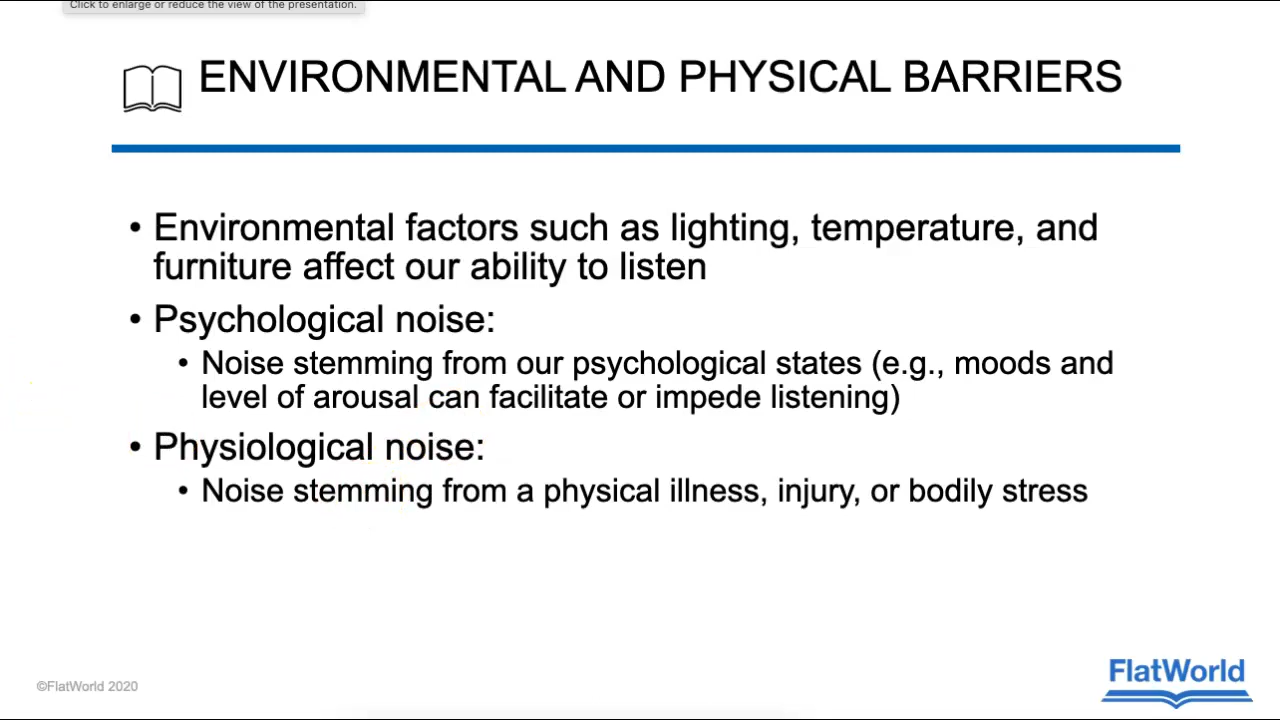 Click to enlarge or reduce the view of the presentation.
ENVIRONMENTAL AND PHYSICAL BARRIERS
• Environmental factors such as lighting, temperature, and
furniture affect our ability to listen
• Psychological noise:
• Noise stemming from our psychological states (e.g., moods and
level of arousal can facilitate or impede listening)
• Physiological noise:
• Noise stemming from a physical illness, injury, or bodily stress
©FlatWorld 2020
FlatWorld